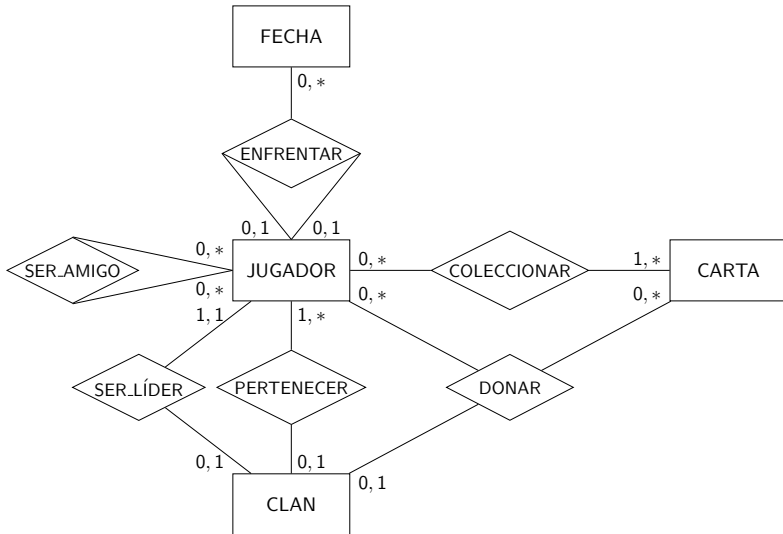 FECHA
0, ∗
ENFRENTAR
0, 1 0, 1
0, ∗ JUGADOR 0, ∗ COLECCIONAR 1, ∗ CARTA
SER_AMIGO
0, ∗ 0, ∗ 0, ∗
1, 1 1, ∗
SER_LÍDER PERTENECER DONAR
0, 1 0, 1 0, 1
CLAN